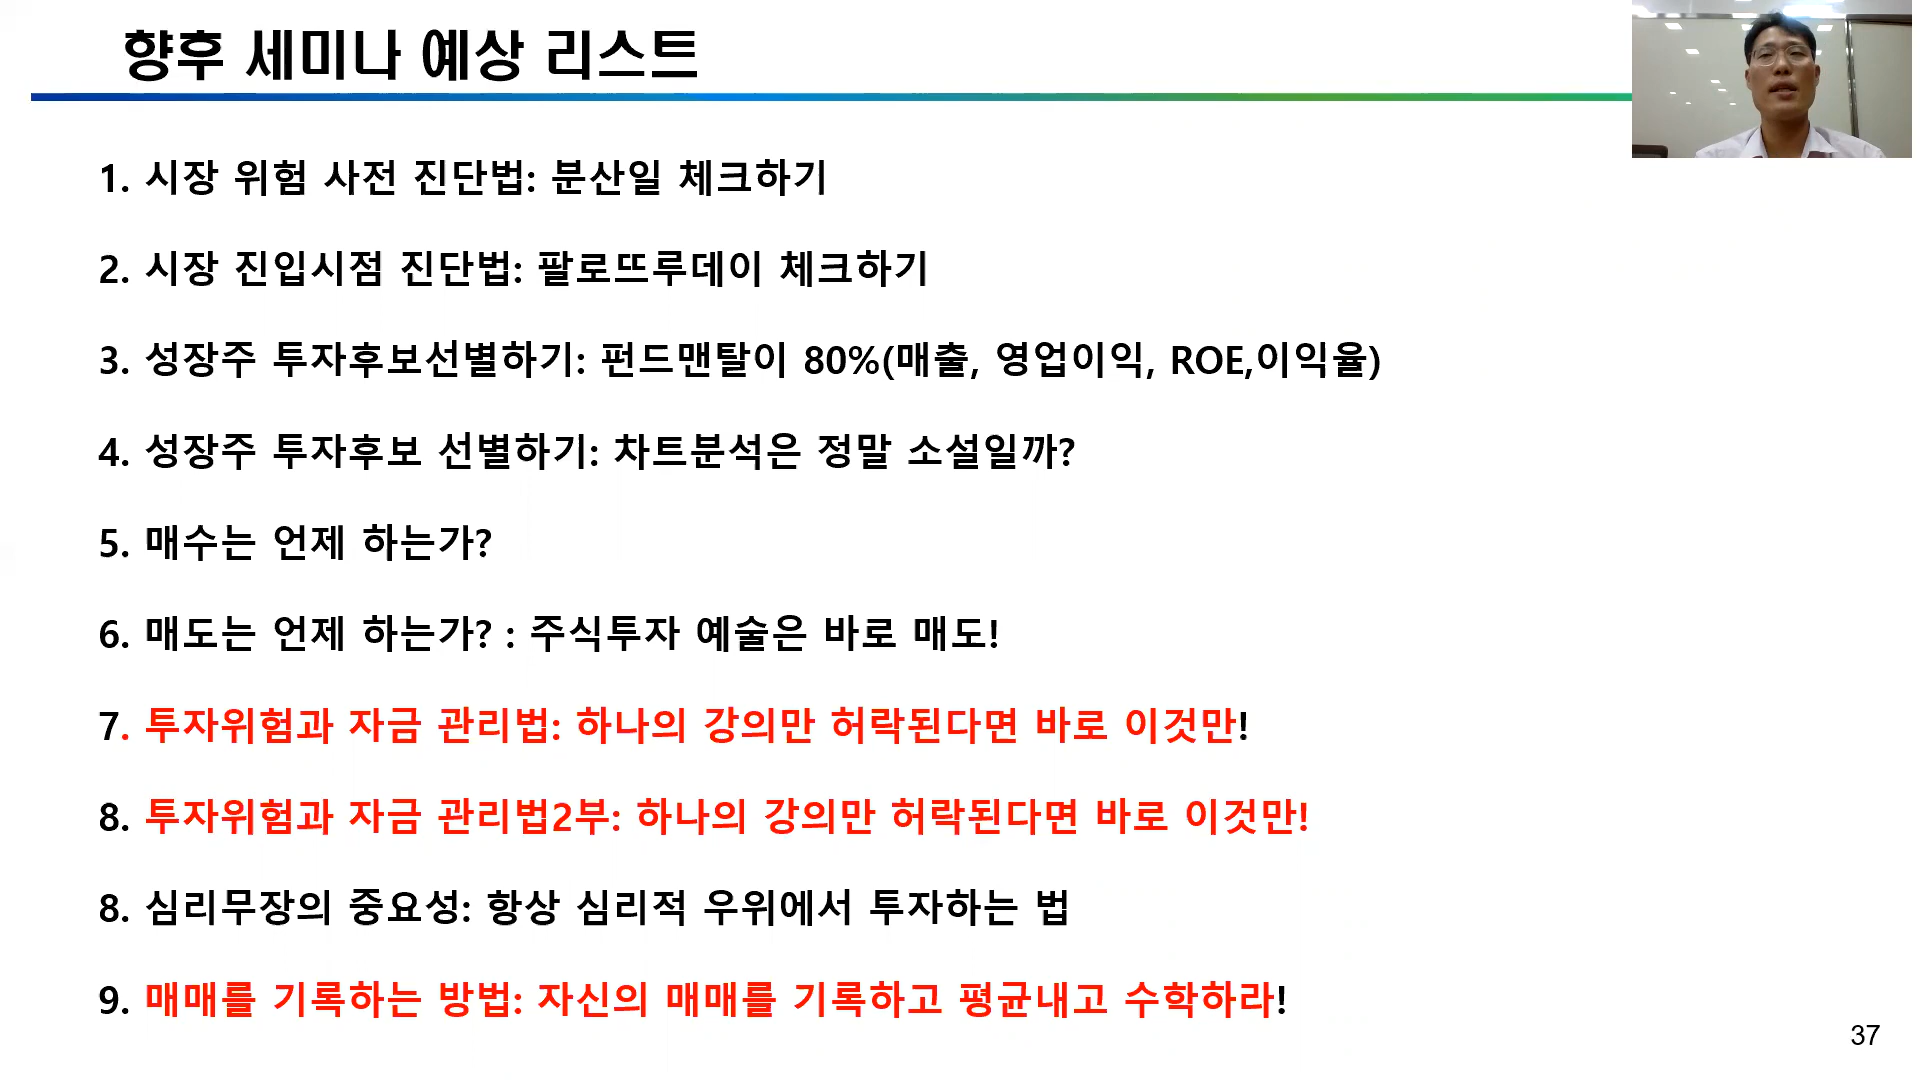 향후 세미나 예상 리스트
1. 시장 위험 사전 진단법: 분산일 체크하기
2. 시장 진입시점 진단법: 팔로뜨루데이 체크하기
3. 성장주 투자후보선별하기: 펀드맨탈이 80%(매출, 영업이익, ROE,이익율)
4. 성장주 투자후보 선별하기: 차트분석은 정말 소설일까?
5. 매수는 언제 하는가?
6. 매도는 언제 하는가? : 주식투자 예술은 바로 매도!
7. 투자위험과 자금 관리법: 하나의 강의만 허락된다면 바로 이것만!
8. 투자위험과 자금 관리법2부: 하나의 강의만 허락된다면 바로 이것만!
8. 심리무장의 중요성: 항상 심리적 우위에서 투자하는 법
9. 매매를 기록하는 방법: 자신의 매매를 기록하고 평균내고 수학하라!
37